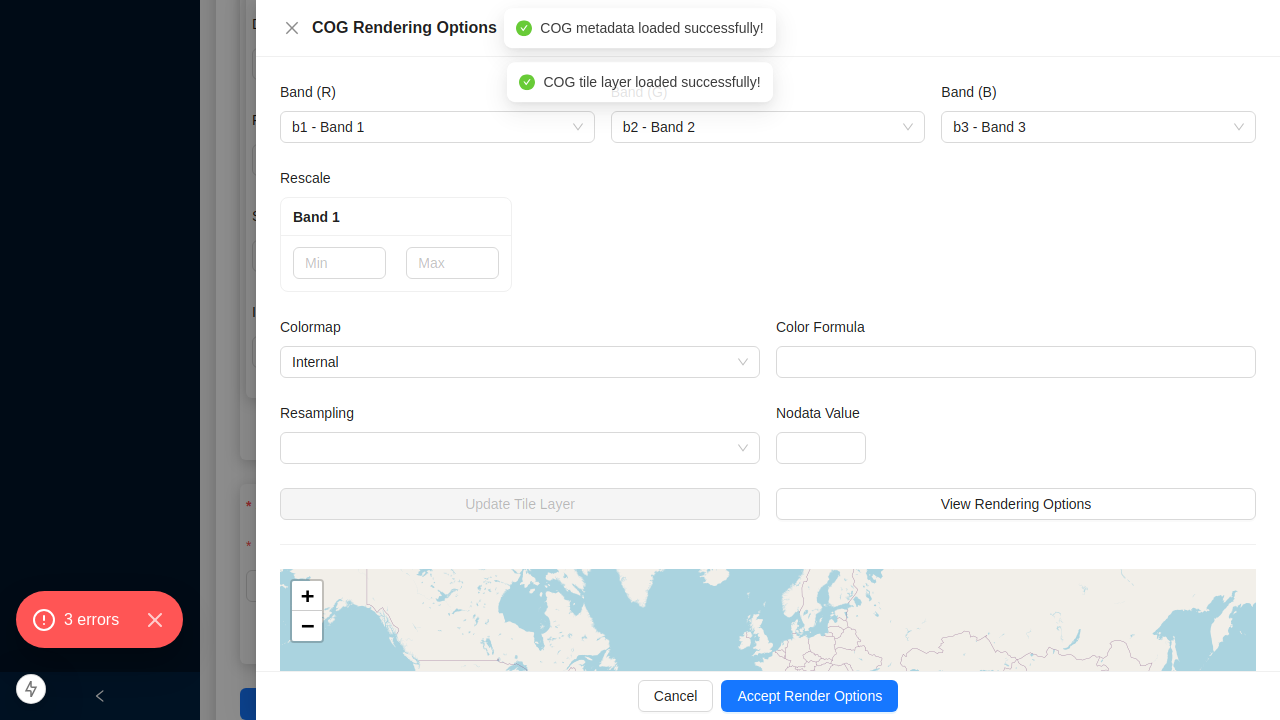 COG Rendering Options
COG metadata loaded successfully!
COG tile layer loaded successfully!
Band (R)
Band (G)
Band (B)
b1 - Band 1
b2 - Band 2
b3 - Band 3
Rescale
Band 1
Min
Max
Colormap
Color Formula
Internal
Resampling
Nodata Value
Update Tile Layer
View Rendering Options
+
−
3 errors
Cancel
Accept Render Options